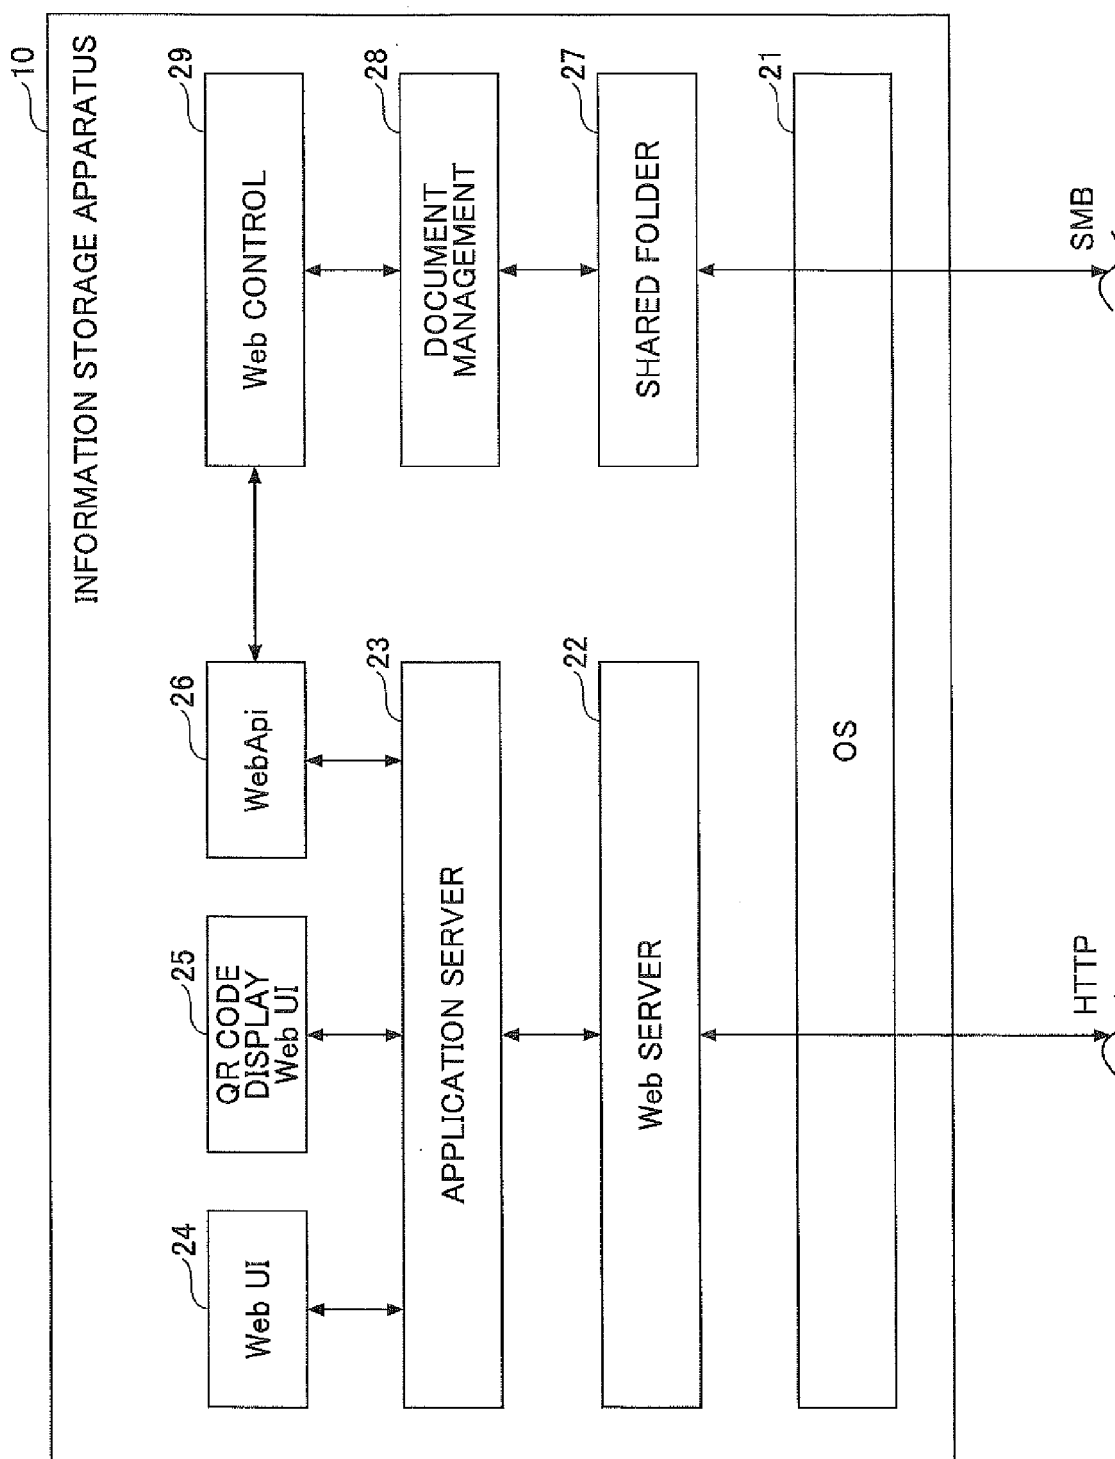 10
INFORMATION STORAGE APPARATUS
24
Web UI
25
QR CODE
DISPLAY
Web UI
26
WebApi
29
Web CONTROL
23
APPLICATION SERVER
28
DOCUMENT
MANAGEMENT
22
Web SERVER
27
SHARED FOLDER
21
OS
HTTP
SMB